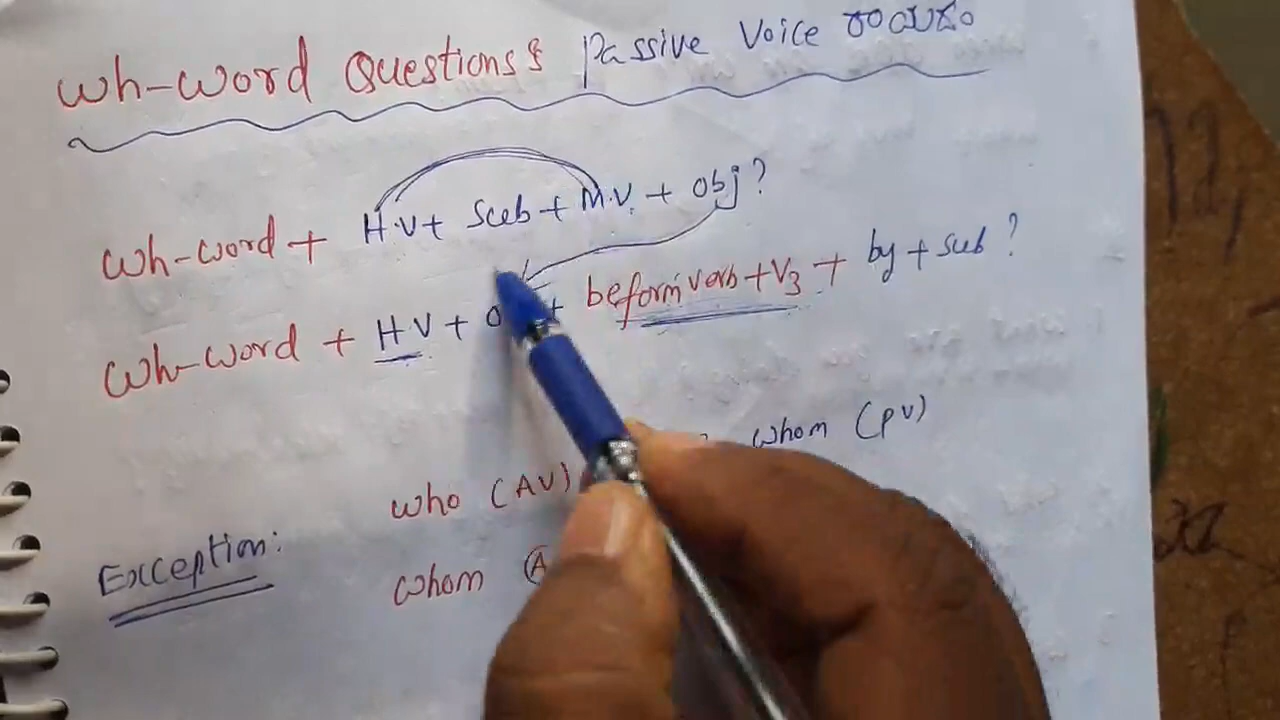 Wh-Word Questions & Passive Voice రాయడం
Wh-word + H.V + Sub + M.V. + Obj ?
Wh-word + H.V + O + beform verb + V3 + by + sub ?
whom (PV)
who (AV)
Exception:
whom (A